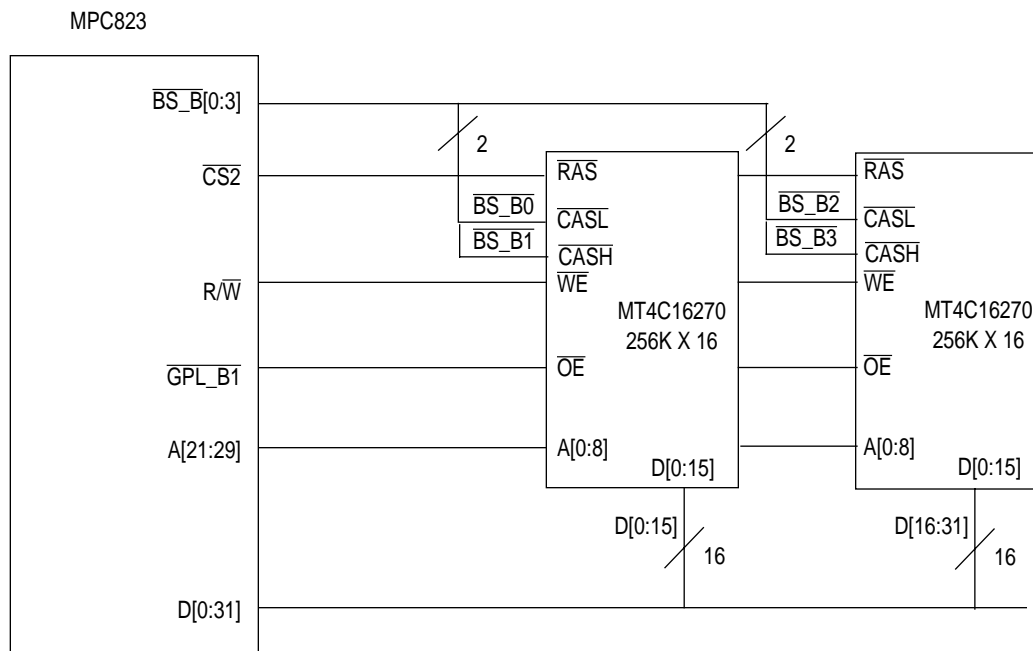 MPC823
BS_B[0:3]
2
2
CS2
RAS
RAS
BS_B0
CASL
BS_B2
CASL
BS_B1
CASH
BS_B3
CASH
R/W
WE
WE
MT4C16270
256K X 16
MT4C16270
256K X 16
GPL_B1
OE
OE
A[21:29]
A[0:8]
A[0:8]
D[0:15]
D[0:15]
D[0:15]
16
D[16:31]
16
D[0:31]